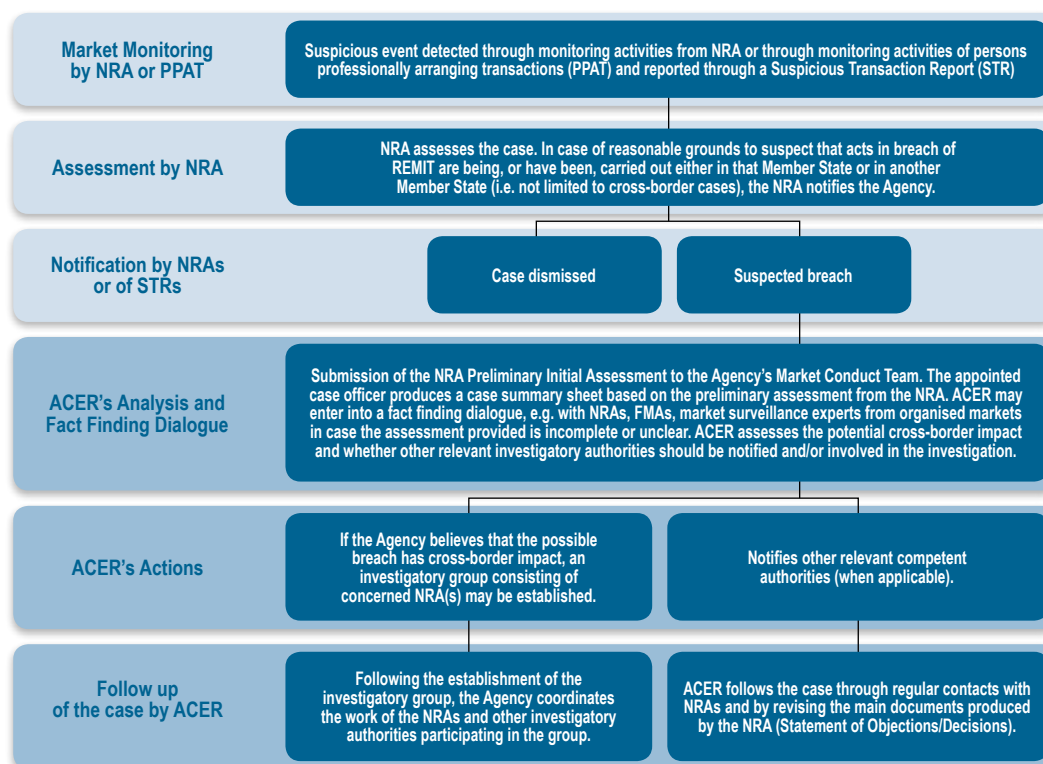 Market Monitoring
by NRA or PPAT
Suspicious event detected through monitoring activities from NRA or through monitoring activities of persons
professionally arranging transactions (PPAT) and reported through a Suspicious Transaction Report (STR)
Assessment by NRA
NRA assesses the case. In case of reasonable grounds to suspect that acts in breach of
REMIT are being, or have been, carried out either in that Member State or in another
Member State (i.e. not limited to cross-border cases), the NRA notifies the Agency.
Notification by NRAs
or of STRs
Case dismissed
Suspected breach
ACER's Analysis and
Fact Finding Dialogue
Submission of the NRA Preliminary Initial Assessment to the Agency's Market Conduct Team. The appointed
case officer produces a case summary sheet based on the preliminary assessment from the NRA. ACER may
enter into a fact finding dialogue, e.g. with NRAs, FMAs, market surveillance experts from organised markets
in case the assessment provided is incomplete or unclear. ACER assesses the potential cross-border impact
and whether other relevant investigatory authorities should be notified and/or involved in the investigation.
ACER's Actions
If the Agency believes that the possible
breach has cross-border impact, an
investigatory group consisting of
concerned NRA(s) may be established.
Notifies other relevant competent
authorities (when applicable).
Follow up
of the case by ACER
Following the establishment of the
investigatory group, the Agency coordinates
the work of the NRAs and other investigatory
authorities participating in the group.
ACER follows the case through regular contacts with
NRAs and by revising the main documents produced
by the NRA (Statement of Objections/Decisions).